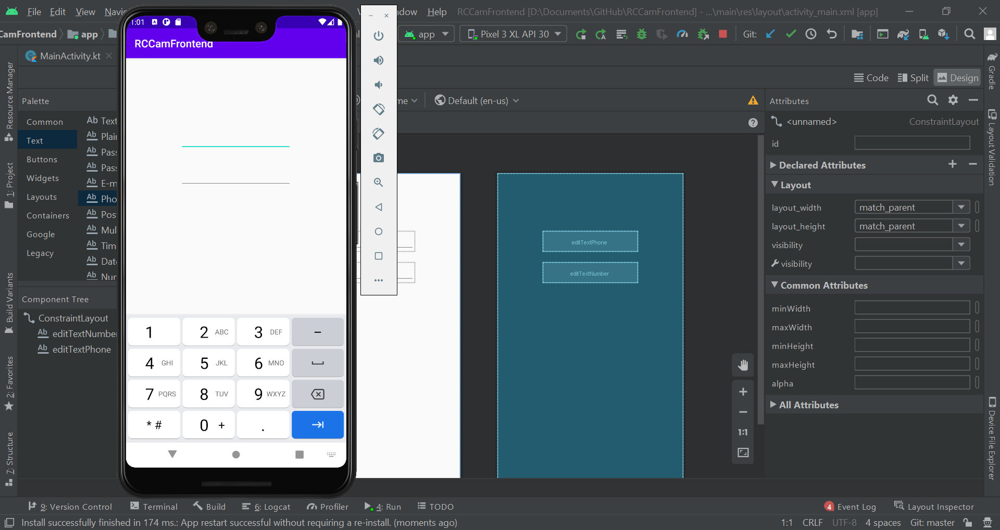 File Edit View Navi
ndow Help RCCamFrontend [D:\Documents\GitHub\RCCamFrontend] - ...\main\res\layout\activity_main.xml [app]
CamFrontend app
app Pixel 3 XL API 30 Git:
MainActivity.kt
Code Split Design
Palette
Common
Text
Buttons
Widgets
Layouts
Containers
Google
Legacy
Ab Text
Ab Plai
Ab Pass
Ab Pass
Ab E-m
Ab Pho
Ab Pos
Ab Mul
Ab Tim
Ab Dat
Ab Nur
Component Tree
ConstraintLayout
Ab editTextNumbe
Ab editTextPhone
Resource Manager
1: Project
Build Variants
2: Favorites
7: Structure
1:01 A
RCCamFrontend
1 2 ABC 3 DEF –
4 GHI 5 JKL 6 MNO
7 PQRS 8 TUV 9 WXYZ
* # 0 + .
me Default (en-us)
editTextPhone
editTextNumber
1:1
Attributes
<unnamed> ConstraintLayout
id
Declared Attributes
Layout
layout_width match_parent
layout_height match_parent
visibility
visibility
Common Attributes
minWidth
maxWidth
minHeight
maxHeight
alpha
All Attributes
Gradle
Layout Validation
Device File Explorer
9: Version Control Terminal Build 6: Logcat Profiler 4: Run TODO 4 Event Log Layout Inspector
Install successfully finished in 174 ms.: App restart successful without requiring a re-install. (moments ago) 1:1 CRLF UTF-8 4 spaces Git: master